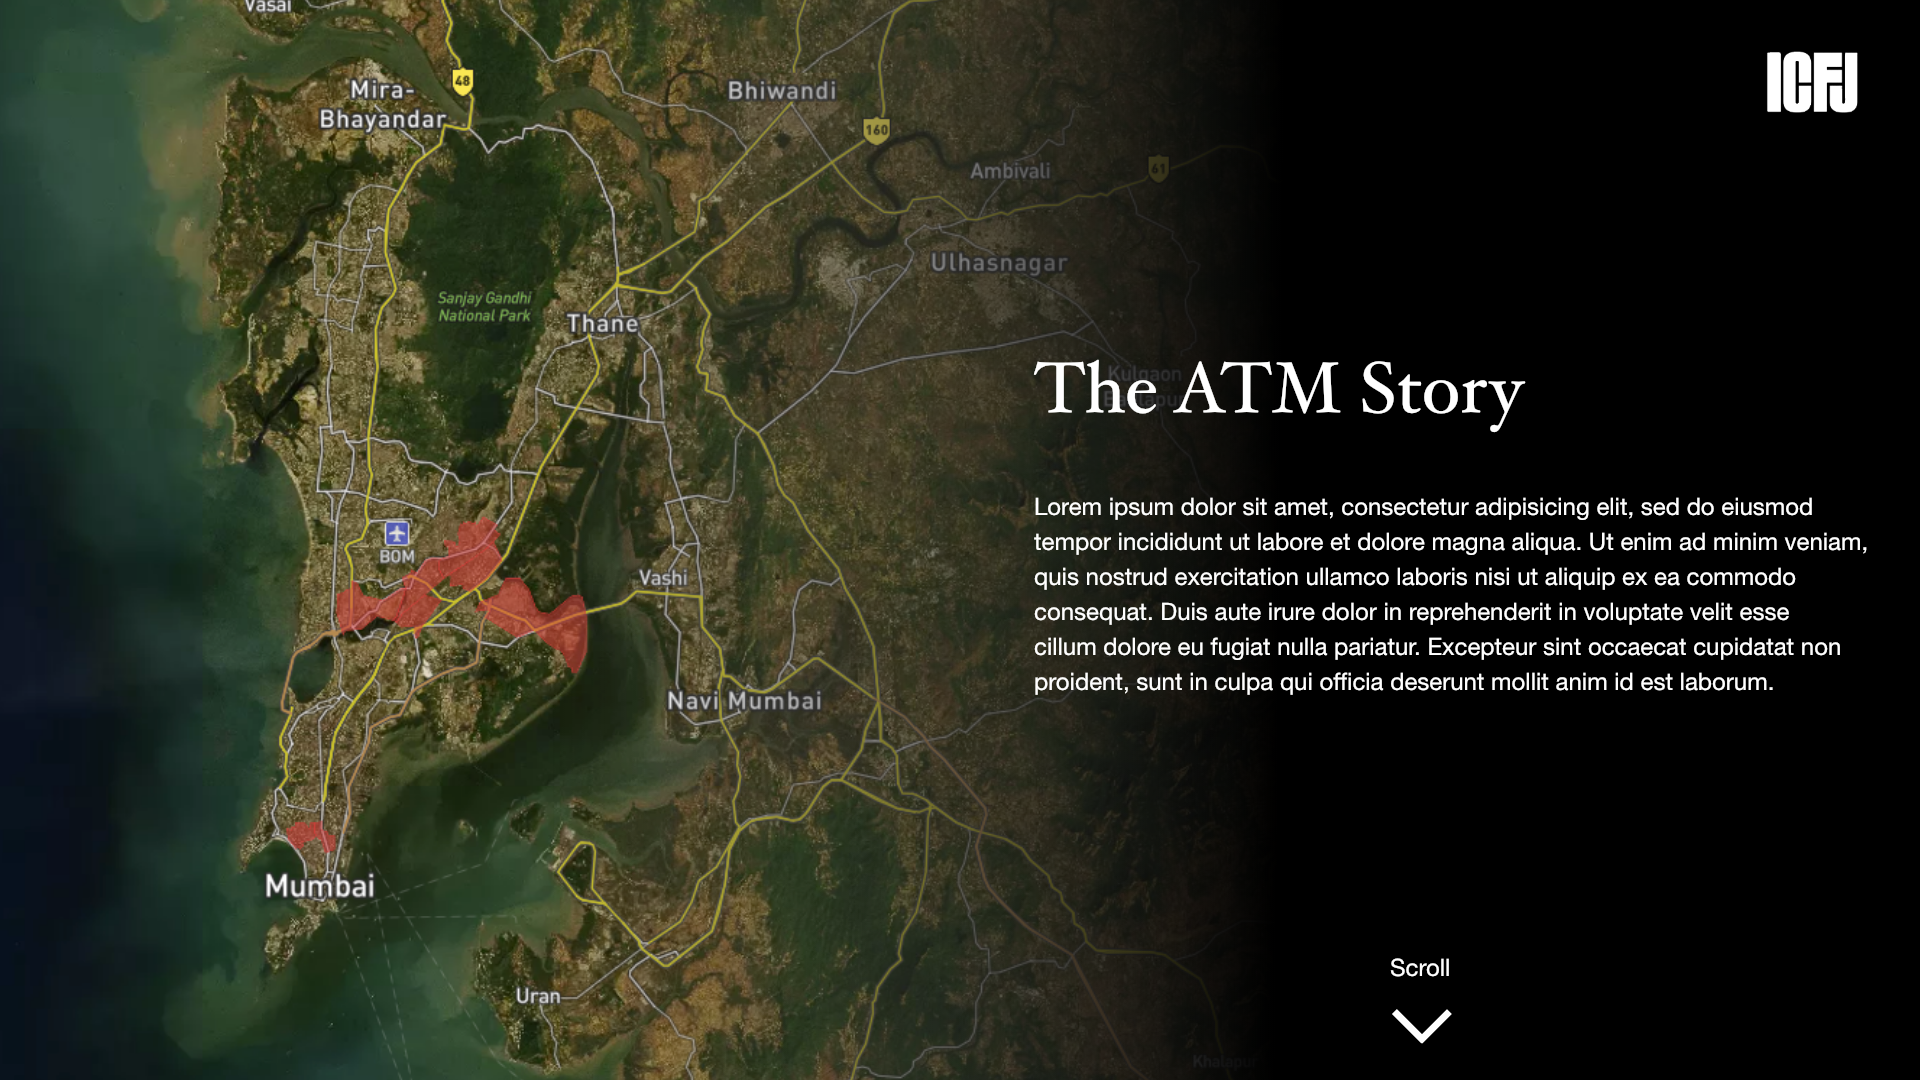 Vasai
Mira-
Bhayandar
48
Bhiwandi
160
Ambivali
61
Ulhasnagar
Sanjay Gandhi
National Park
Thane
Kulgaon
BOM
Vashi
Navi Mumbai
Mumbai
Uran
Khalapur
ICFJ
The ATM Story
Lorem ipsum dolor sit amet, consectetur adipisicing elit, sed do eiusmod
tempor incididunt ut labore et dolore magna aliqua. Ut enim ad minim veniam,
quis nostrud exercitation ullamco laboris nisi ut aliquip ex ea commodo
consequat. Duis aute irure dolor in reprehenderit in voluptate velit esse
cillum dolore eu fugiat nulla pariatur. Excepteur sint occaecat cupidatat non
proident, sunt in culpa qui officia deserunt mollit anim id est laborum.
Scroll